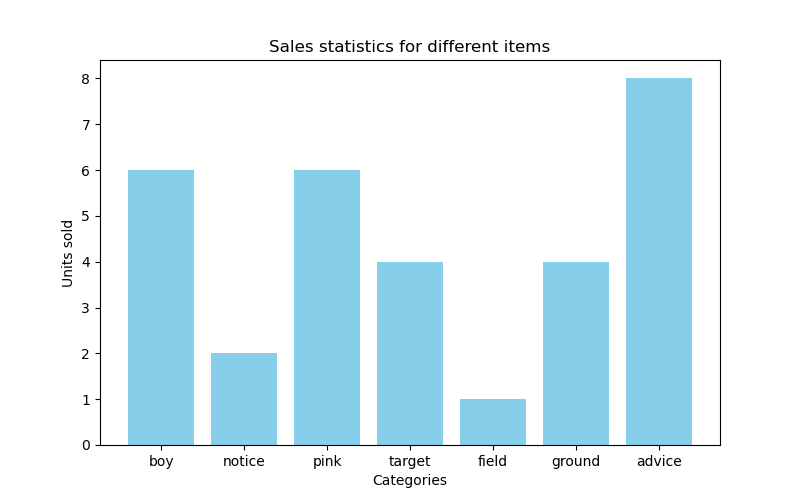 Sales statistics for different items
8
7
6
5
4
3
2
1
0
Units sold
boy notice pink target field ground advice
Categories